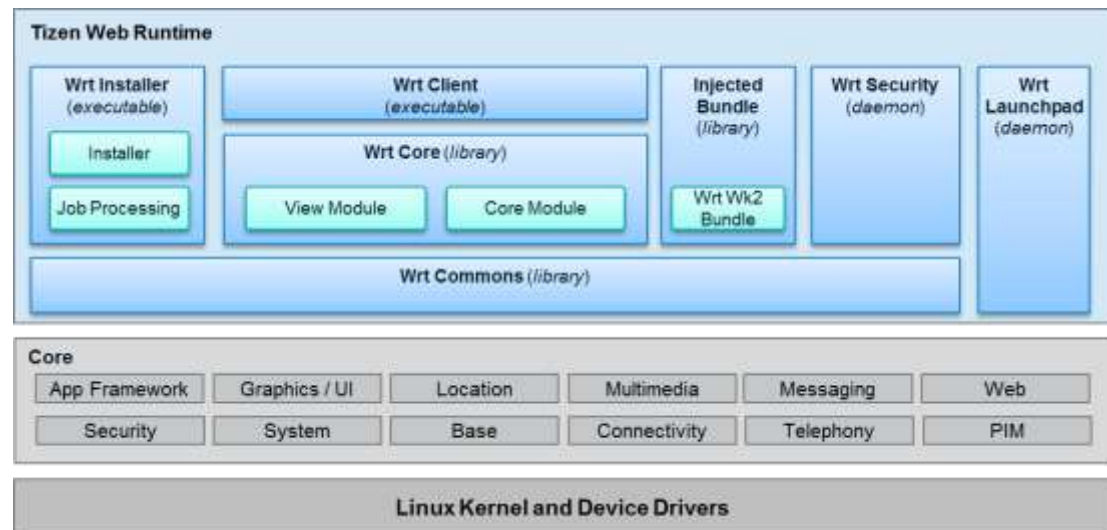 Tizen Web Runtime
Wrt Installer
(executable)
Installer
Job Processing
Wrt Client
(executable)
Wrt Core (library)
View Module
Core Module
Injected
Bundle
(library)
Wrt Wk2
Bundle
Wrt Security
(daemon)
Wrt
Launchpad
(daemon)
Wrt Commons (library)
Core
App Framework
Graphics / UI
Location
Multimedia
Messaging
Web
Security
System
Base
Connectivity
Telephony
PIM
Linux Kernel and Device Drivers